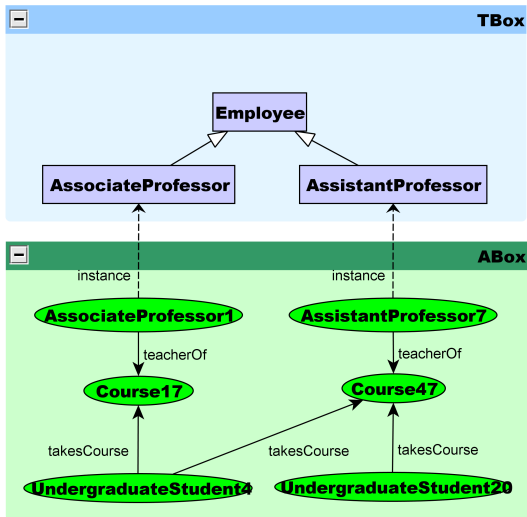 TBox
Employee
AssociateProfessor
AssistantProfessor
ABox
instance
instance
AssociateProfessor1
AssistantProfessor7
teacherOf
teacherOf
Course17
Course47
takesCourse
takesCourse
takesCourse
UndergraduateStudent4
UndergraduateStudent20